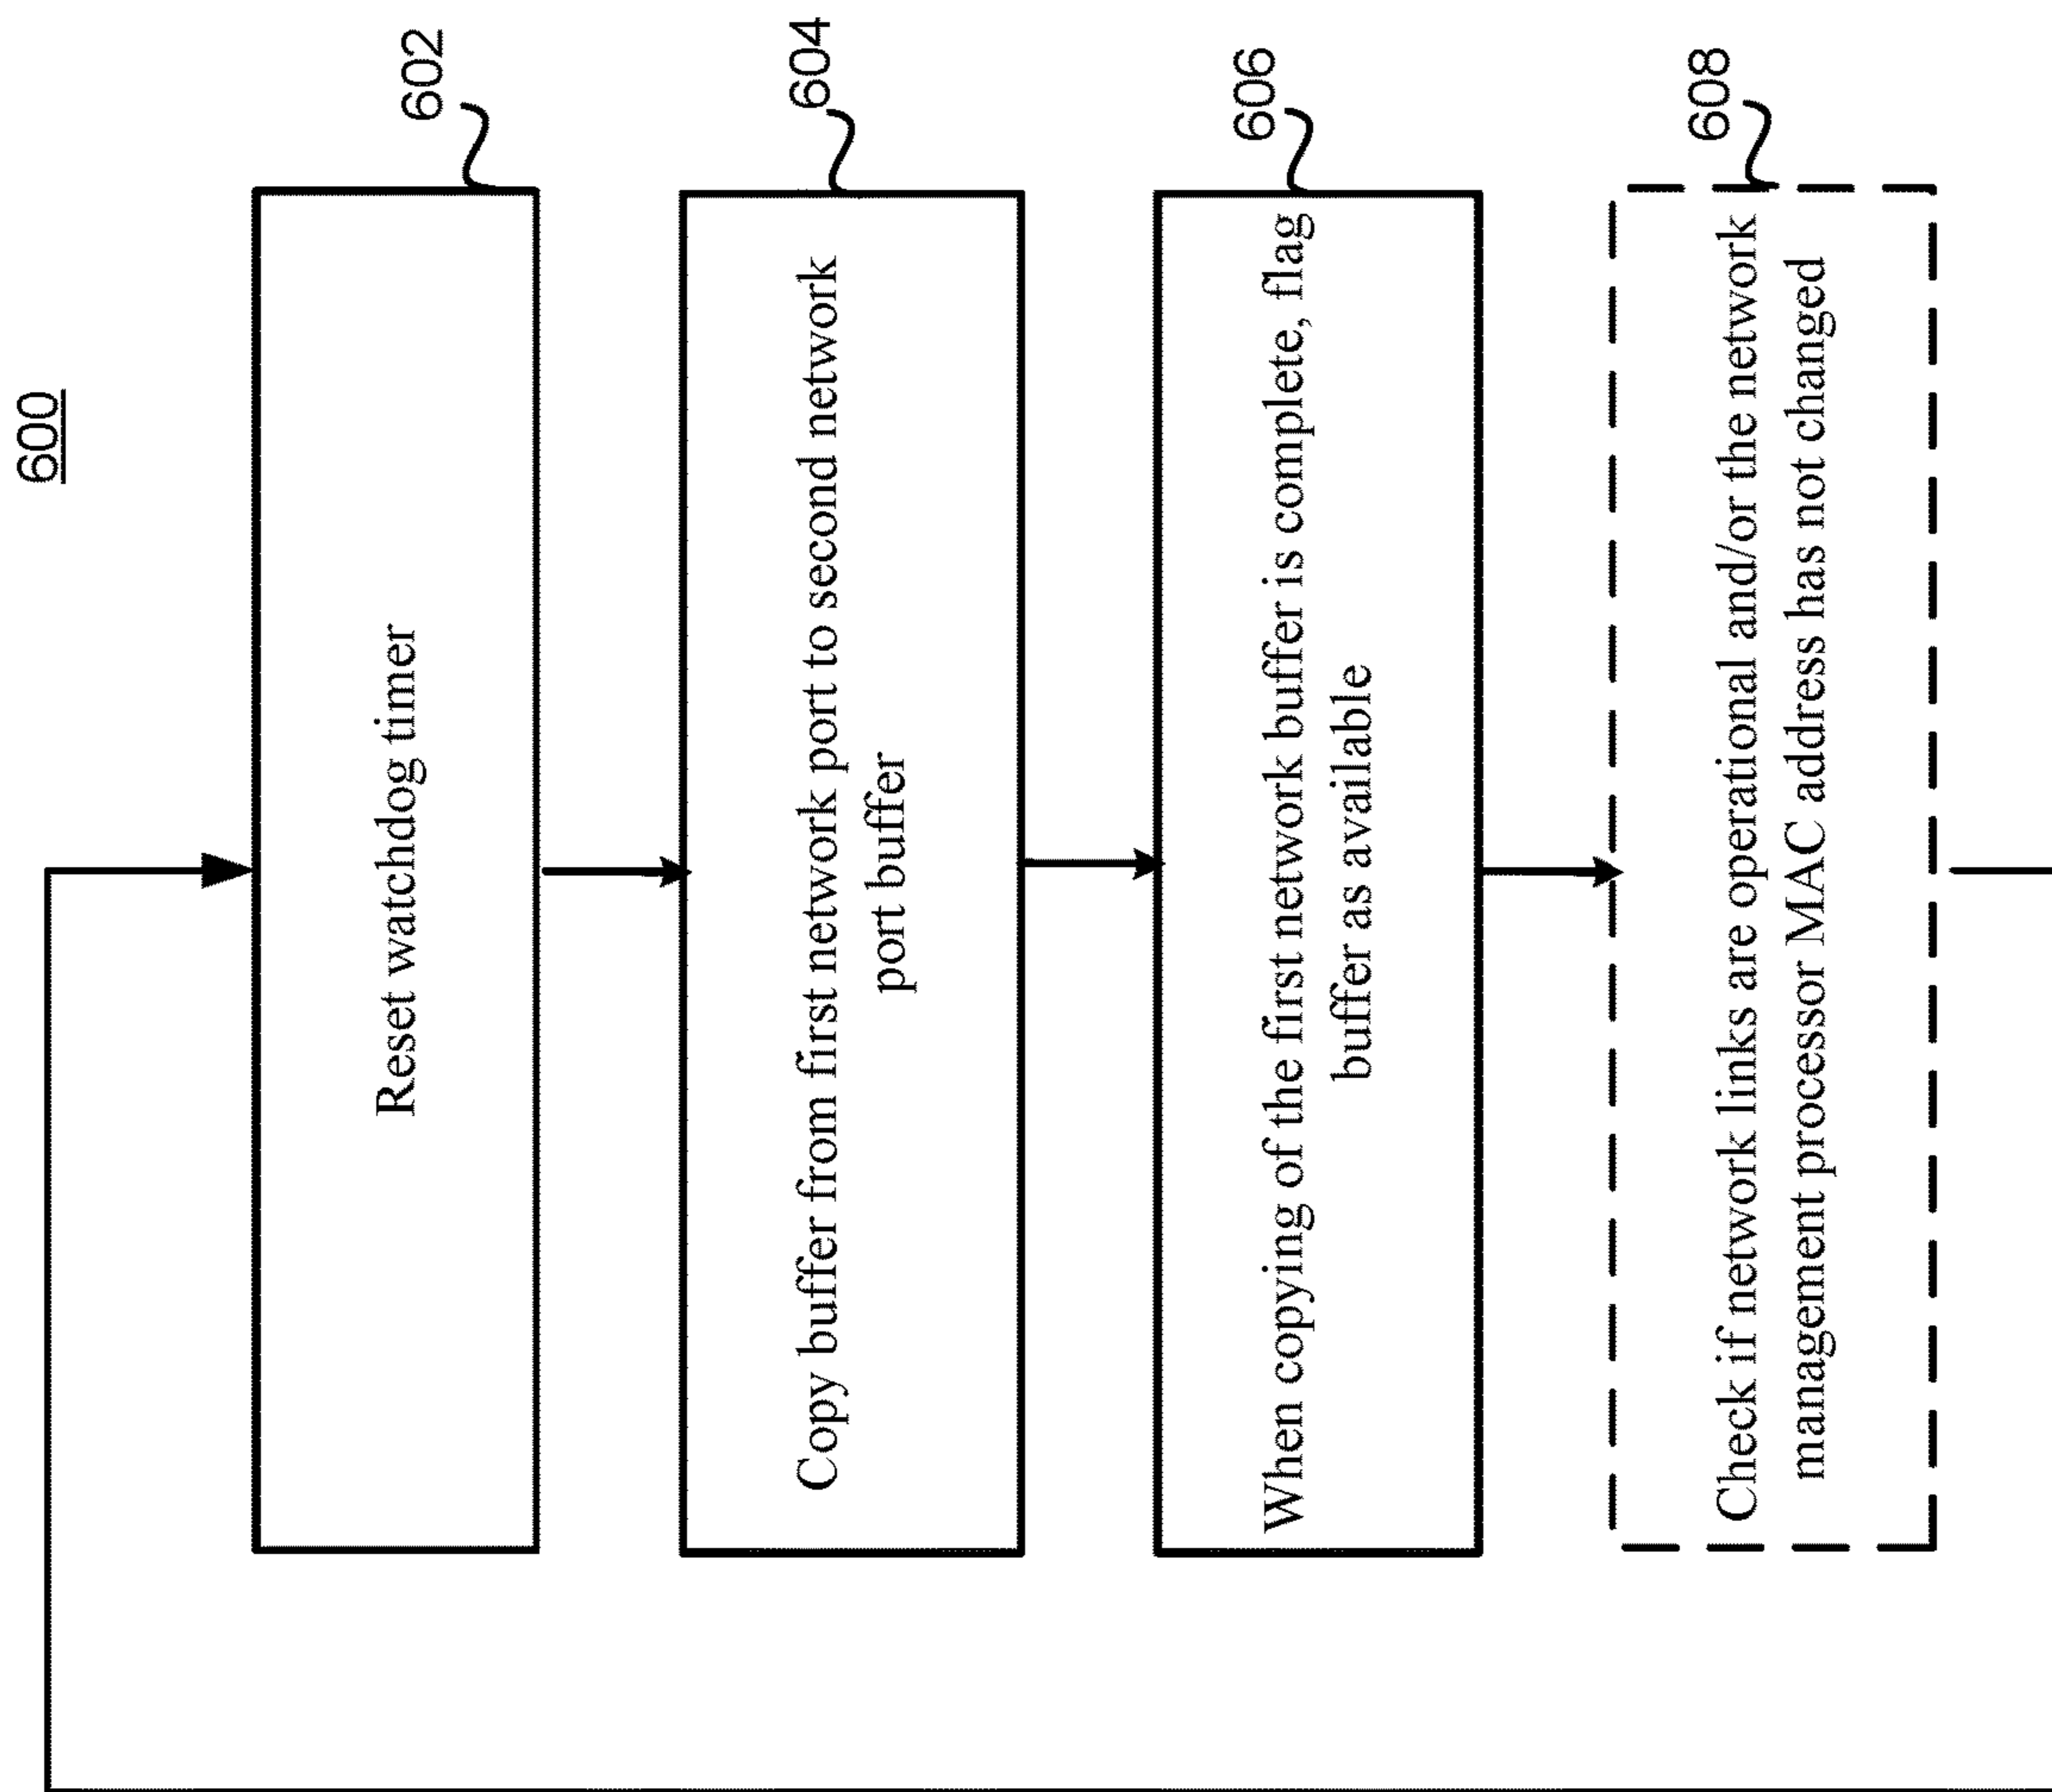 600
602
Reset watchdog timer
604
Copy buffer from first network port to second network
port buffer
606
When copying of the first network buffer is complete, flag
buffer as available
608
Check if network links are operational and/or the network
management processor MAC address has not changed